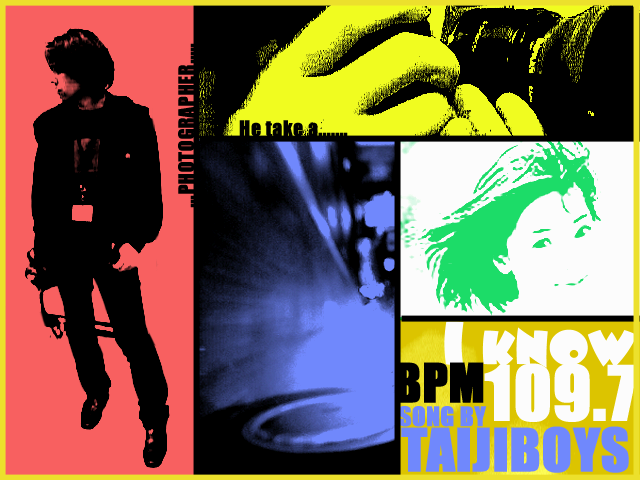 ...PHOTOGRAPHER.....
He take a.......
I KNOW
BPM 109.7
SONG BY
TAIJIBOYS